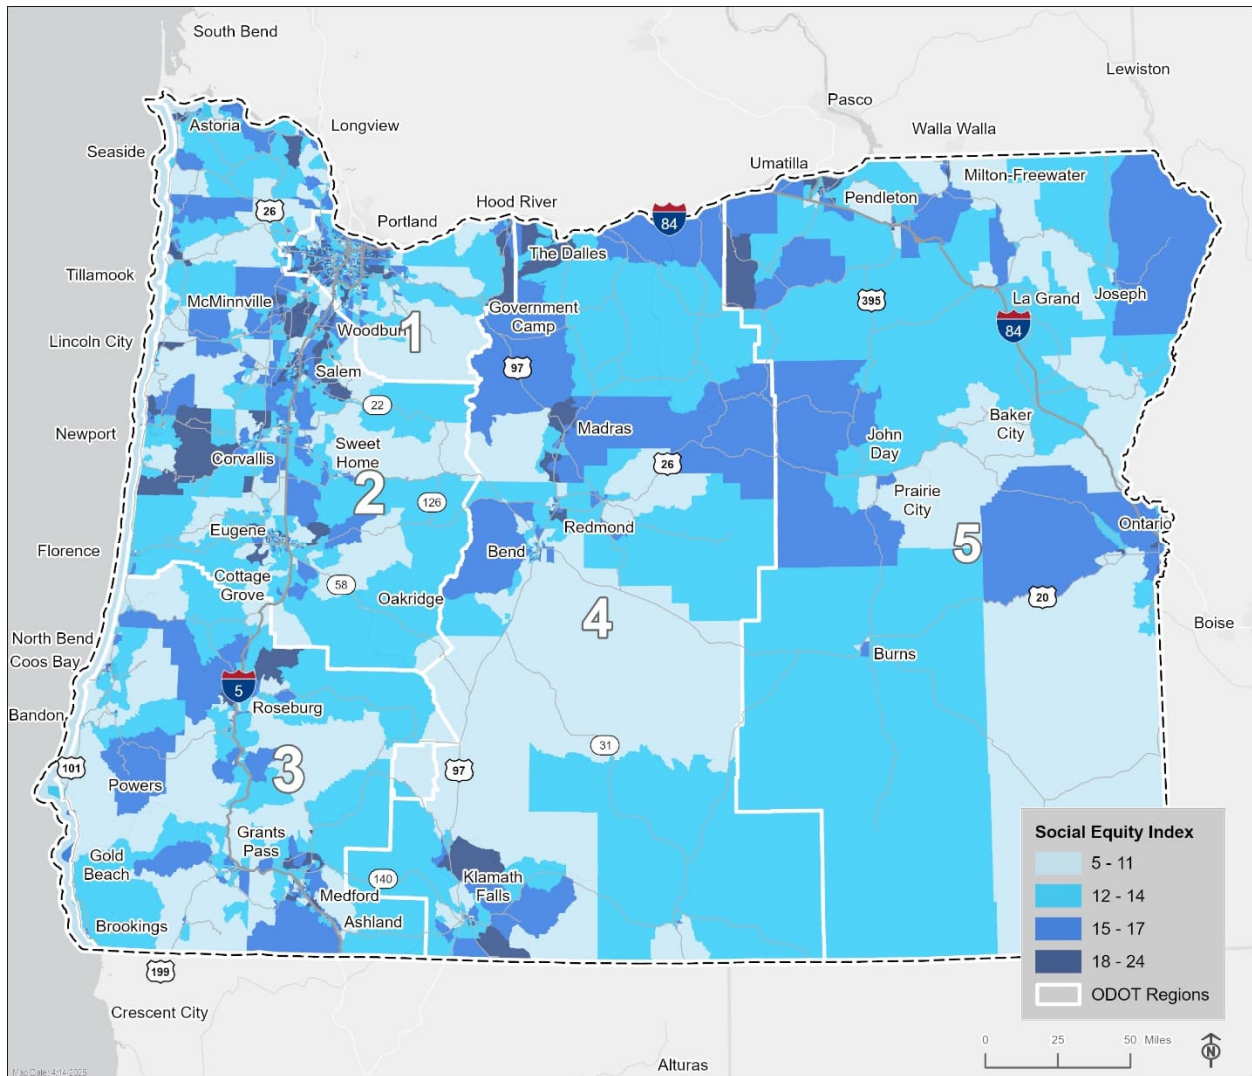 South Bend
Lewiston
Pasco
Longview
Astoria
Walla Walla
Seaside
Umatilla
Milton-Freewater
Hood River
Pendleton
26
Portland
84
The Dalles
Tillamook
McMinnville
Government
Camp
395
La Grand
Joseph
Woodburn
1
84
Lincoln City
Salem
97
22
Baker
City
Newport
Sweet
Home
Madras
John
Day
Corvallis
26
2
126
Prairie
City
Eugene
Redmond
Ontario
Florence
Bend
5
Cottage
Grove
58
Oakridge
20
4
Boise
North Bend
Coos Bay
Burns
5
Bandon
Roseburg
31
101
3
97
Powers
Grants
Pass
Gold
Beach
140
Klamath
Falls
Medford
Ashland
Brookings
199
Crescent City
Alturas
Social Equity Index
5 - 11
12 - 14
15 - 17
18 - 24
ODOT Regions
0 25 50 Miles
N
Map Date: 4/14/2025